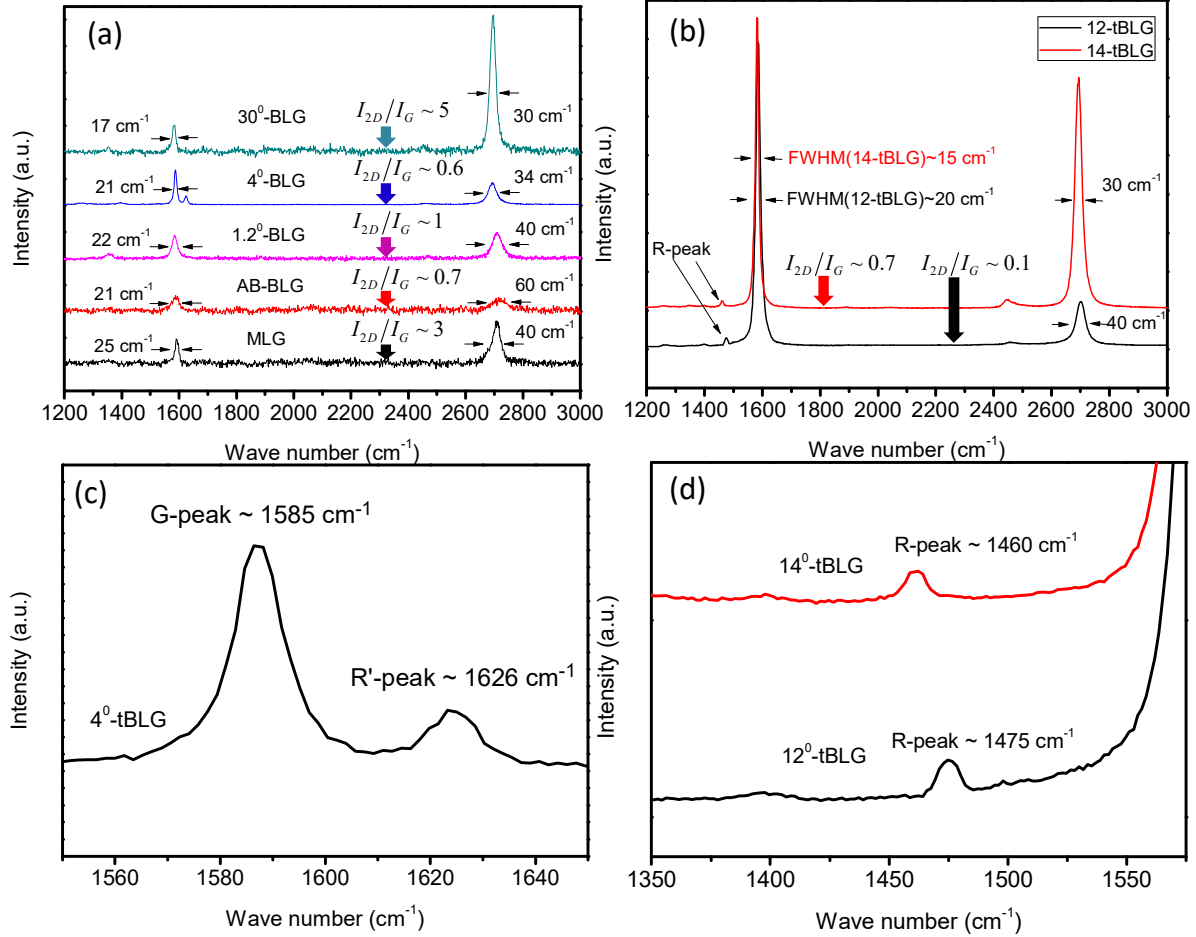 (a)
Intensity (a.u.)
17 cm⁻¹
30⁰-BLG
I₂D/I_G ~ 5
30 cm⁻¹
21 cm⁻¹
4⁰-BLG
I₂D/I_G ~ 0.6
34 cm⁻¹
22 cm⁻¹
1.2⁰-BLG
I₂D/I_G ~ 1
40 cm⁻¹
21 cm⁻¹
AB-BLG
I₂D/I_G ~ 0.7
60 cm⁻¹
25 cm⁻¹
MLG
I₂D/I_G ~ 3
40 cm⁻¹
1200 1400 1600 1800 2000 2200 2400 2600 2800 3000
Wave number (cm⁻¹)
(b)
Intensity (a.u.)
12-tBLG
14-tBLG
FWHM(14-tBLG)~15 cm⁻¹
FWHM(12-tBLG)~20 cm⁻¹
30 cm⁻¹
R-peak
I₂D/I_G ~ 0.7
I₂D/I_G ~ 0.1
40 cm⁻¹
1200 1400 1600 1800 2000 2200 2400 2600 2800 3000
Wave number (cm⁻¹)
(c)
Intensity (a.u.)
G-peak ~ 1585 cm⁻¹
R'-peak ~ 1626 cm⁻¹
4⁰-tBLG
1560 1580 1600 1620 1640
Wave number (cm⁻¹)
(d)
Intensity (a.u.)
14⁰-tBLG
R-peak ~ 1460 cm⁻¹
12⁰-tBLG
R-peak ~ 1475 cm⁻¹
1350 1400 1450 1500 1550
Wave number (cm⁻¹)